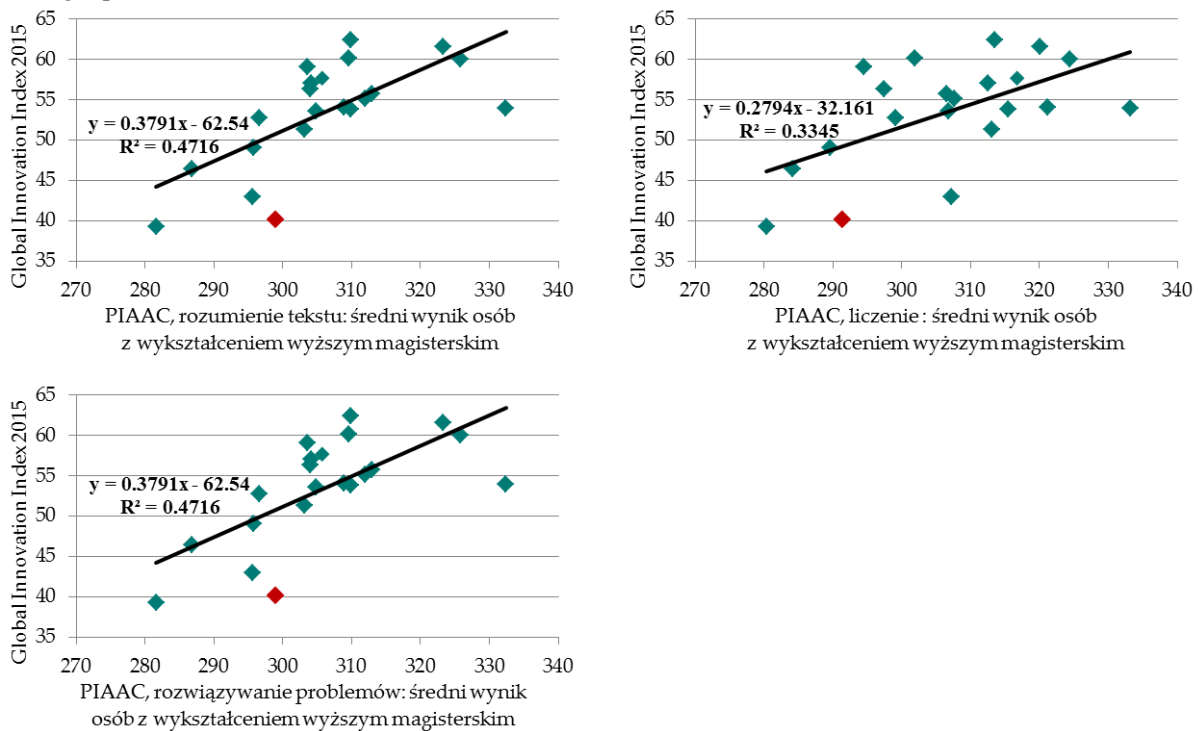 Global Innovation Index 2015
65
60
55
50
45
40
35
y = 0.3791x - 62.54
R² = 0.4716
270 280 290 300 310 320 330 340
PIAAC, rozumienie tekstu: średni wynik osób
z wykształceniem wyższym magisterskim
Global Innovation Index 2015
65
60
55
50
45
40
35
y = 0.2794x - 32.161
R² = 0.3345
270 280 290 300 310 320 330 340
PIAAC, liczenie : średni wynik osób
z wykształceniem wyższym magisterskim
Global Innovation Index 2015
65
60
55
50
45
40
35
y = 0.3791x - 62.54
R² = 0.4716
270 280 290 300 310 320 330 340
PIAAC, rozwiązywanie problemów: średni wynik
osób z wykształceniem wyższym magisterskim